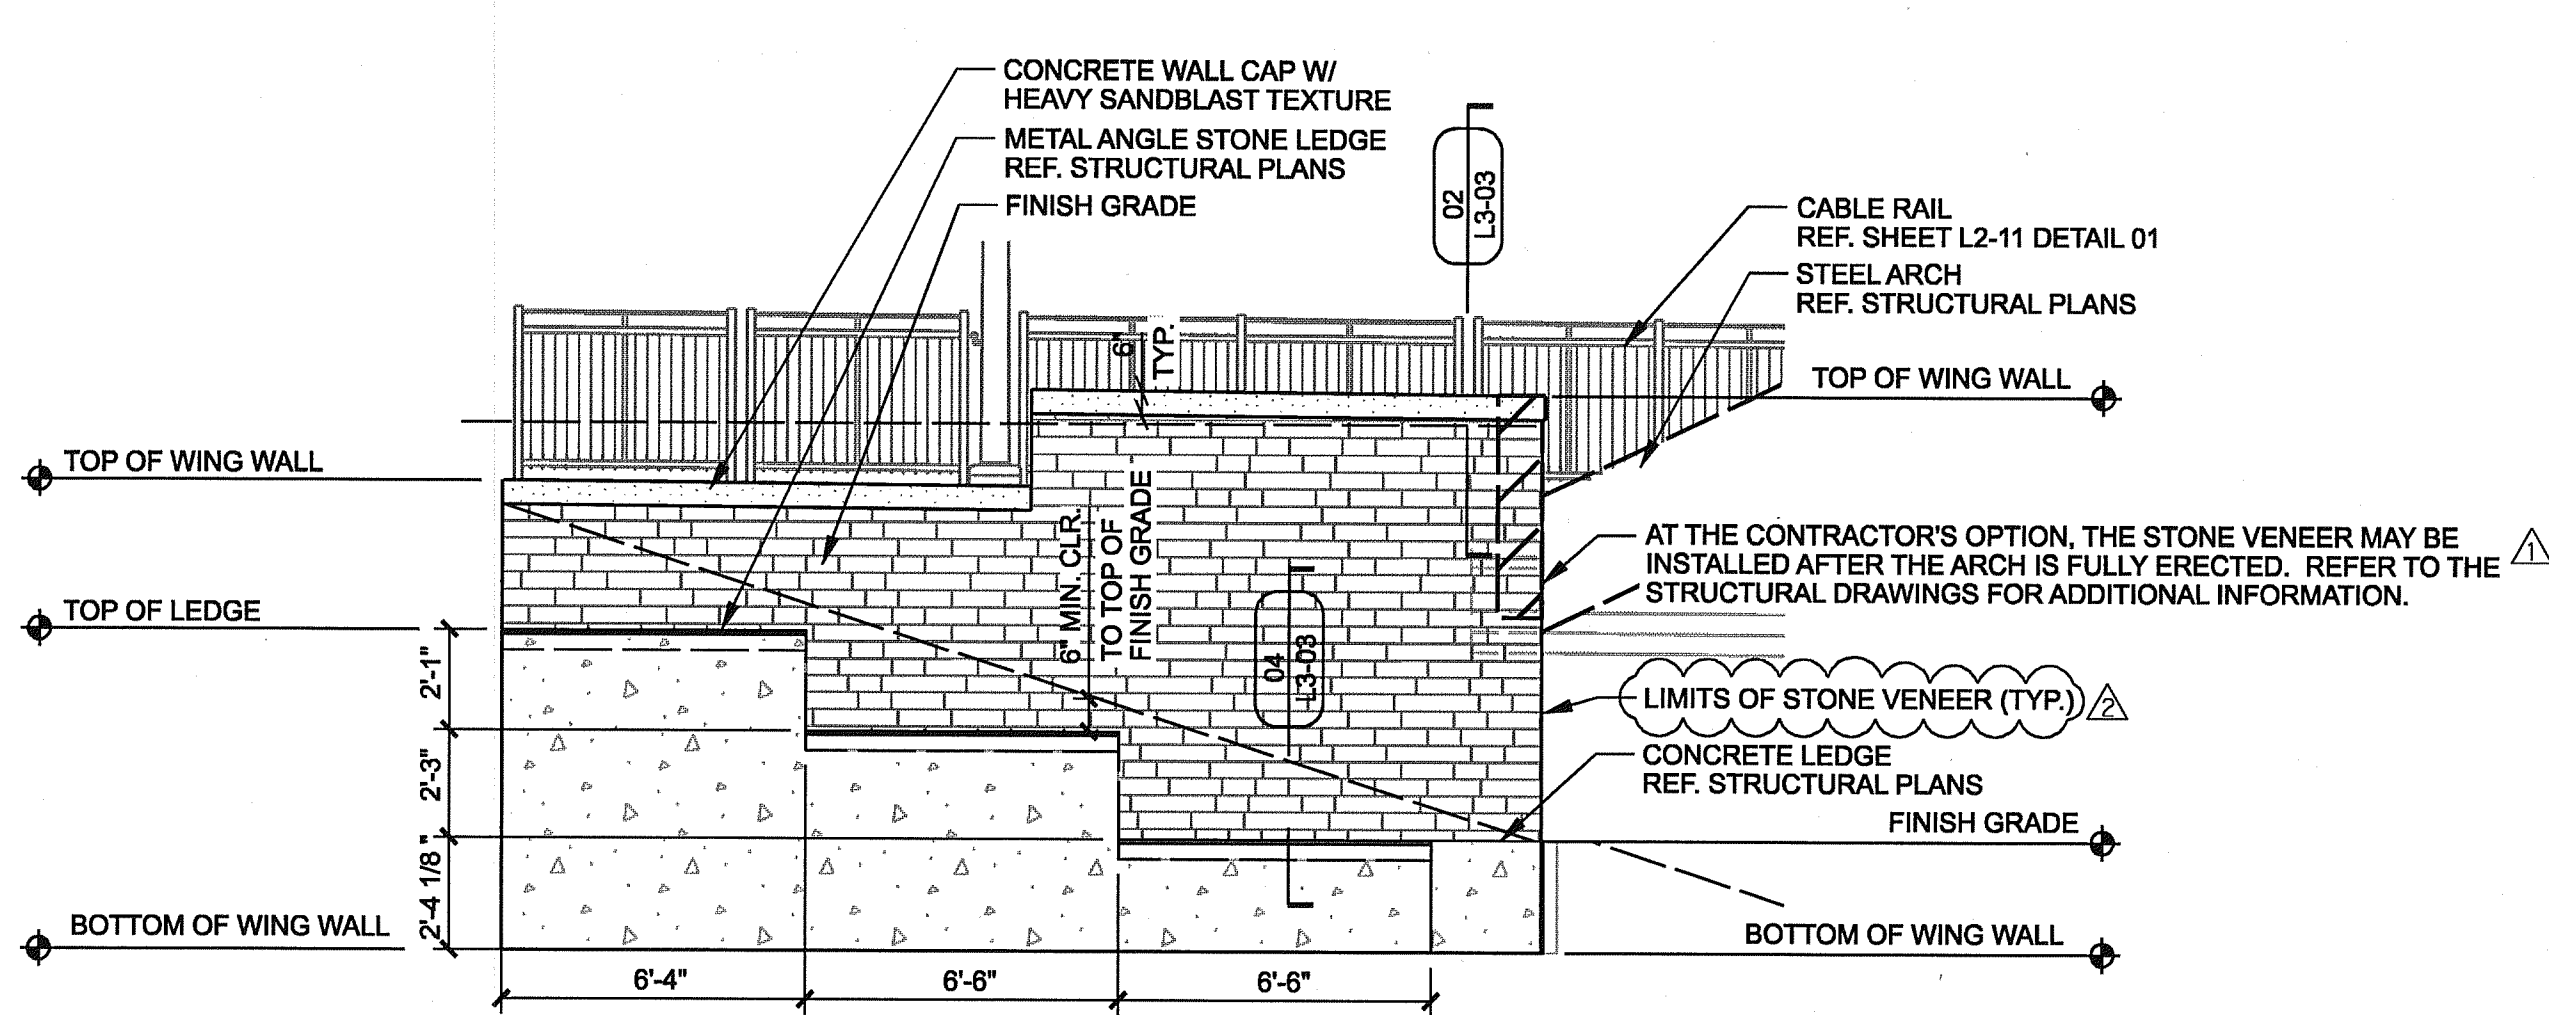 CONCRETE WALL CAP W/
HEAVY SANDBLAST TEXTURE
METAL ANGLE STONE LEDGE
REF. STRUCTURAL PLANS
FINISH GRADE
02
L3-03
CABLE RAIL
REF. SHEET L2-11 DETAIL 01
STEEL ARCH
REF. STRUCTURAL PLANS
6"
TYP.
TOP OF WING WALL
TOP OF WING WALL
6" MIN. CLR.
TO TOP OF
FINISH GRADE
AT THE CONTRACTOR'S OPTION, THE STONE VENEER MAY BE
INSTALLED AFTER THE ARCH IS FULLY ERECTED.  REFER TO THE
STRUCTURAL DRAWINGS FOR ADDITIONAL INFORMATION.
1
TOP OF LEDGE
04
L3-03
2'-1"
LIMITS OF STONE VENEER (TYP.)
2
CONCRETE LEDGE
REF. STRUCTURAL PLANS
2'-3"
FINISH GRADE
2'-4 1/8 "
BOTTOM OF WING WALL
BOTTOM OF WING WALL
6'-4"
6'-6"
6'-6"